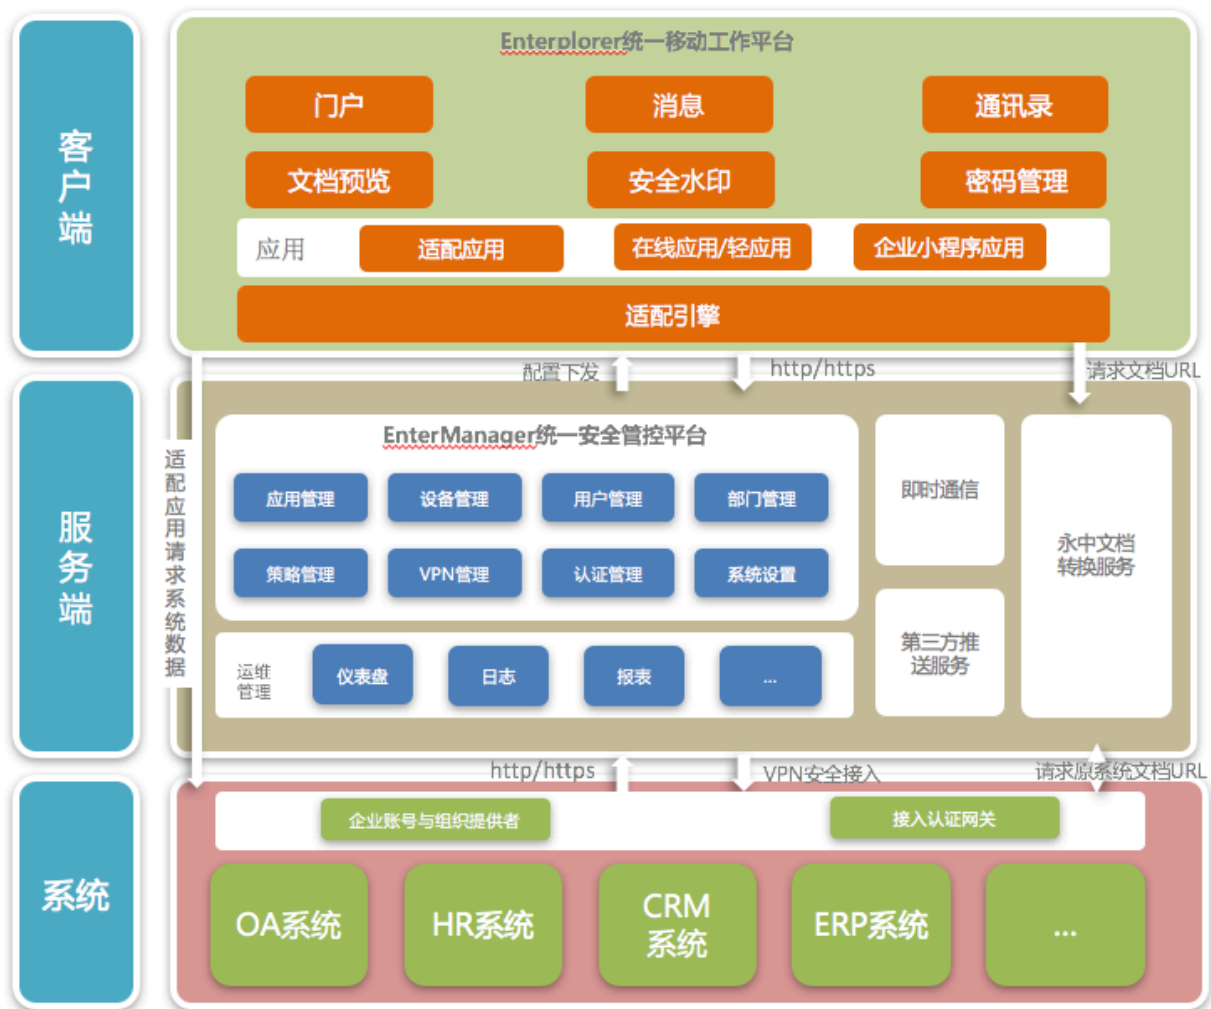 客户端
Enterplorer统一移动工作平台
门户
消息
通讯录
文档预览
安全水印
密码管理
应用
适配应用
在线应用/轻应用
企业小程序应用
适配引擎
配置下发
http/https
请求文档URL
服务端
适配应用请求系统数据
EnterManager统一安全管控平台
应用管理
设备管理
用户管理
部门管理
策略管理
VPN管理
认证管理
系统设置
运维
管理
仪表盘
日志
报表
...
即时通信
第三方推
送服务
永中文档
转换服务
http/https
VPN安全接入
请求原系统文档URL
系统
企业账号与组织提供者
接入认证网关
OA系统
HR系统
CRM
系统
ERP系统
...